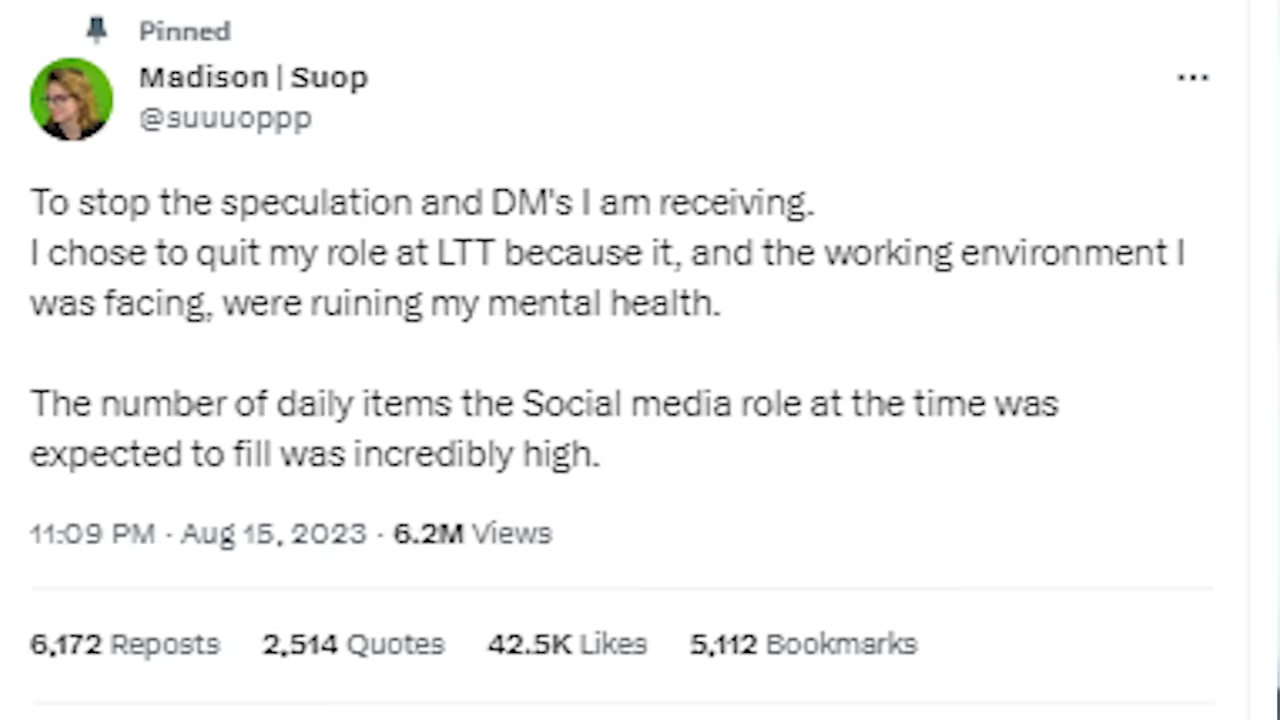 Pinned
Madison | Suop
@suuuoppp
To stop the speculation and DM's I am receiving.
I chose to quit my role at LTT because it, and the working environment I
was facing, were ruining my mental health.
The number of daily items the Social media role at the time was
expected to fill was incredibly high.
11:09 PM · Aug 15, 2023 · 6.2M Views
6,172 Reposts 2,514 Quotes 42.5K Likes 5,112 Bookmarks